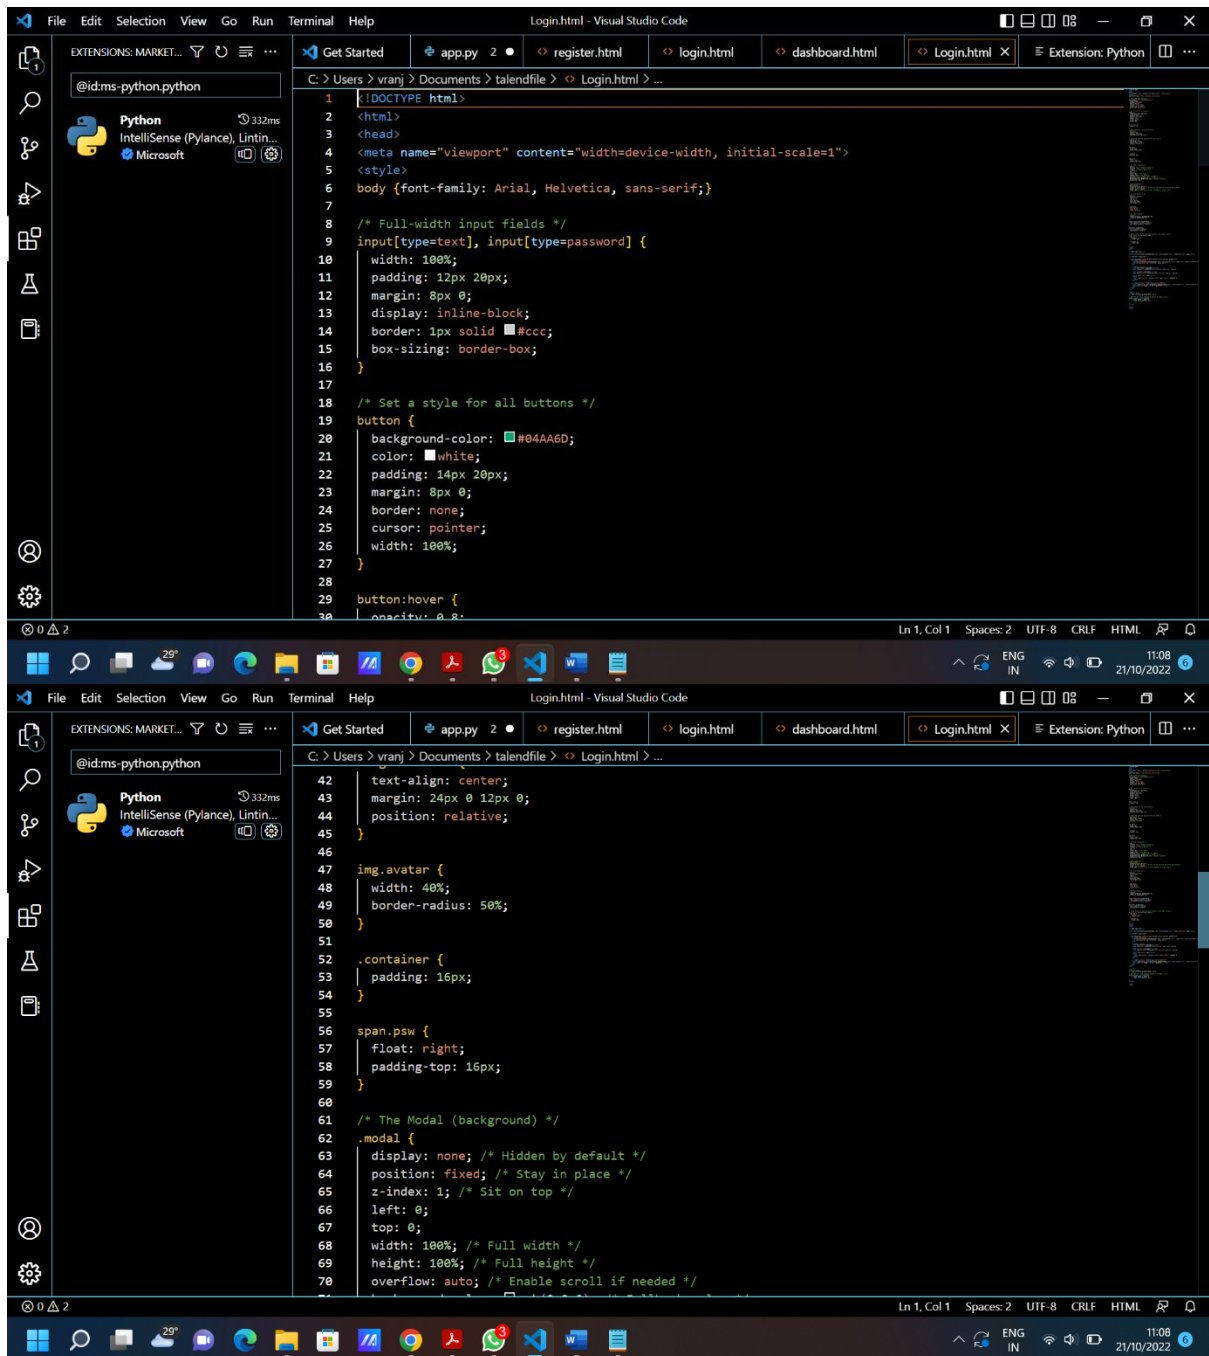 File Edit Selection View Go Run Terminal Help Login.html - Visual Studio Code
EXTENSIONS: MARKET... Get Started app.py 2 register.html login.html dashboard.html Login.html Extension: Python
@id:ms-python.python
C: > Users > vranj > Documents > talendfile > Login.html > ...
Python 332ms
IntelliSense (Pylance), Lintin...
Microsoft
1
1 <!DOCTYPE html>
2 <html>
3 <head>
4 <meta name="viewport" content="width=device-width, initial-scale=1">
5 <style>
6 body {font-family: Arial, Helvetica, sans-serif;}
7
8 /* Full-width input fields */
9 input[type=text], input[type=password] {
10 width: 100%;
11 padding: 12px 20px;
12 margin: 8px 0;
13 display: inline-block;
14 border: 1px solid #ccc;
15 box-sizing: border-box;
16 }
17
18 /* Set a style for all buttons */
19 button {
20 background-color: #04AA6D;
21 color: white;
22 padding: 14px 20px;
23 margin: 8px 0;
24 border: none;
25 cursor: pointer;
26 width: 100%;
27 }
28
29 button:hover {
30 opacity: 0.8;
0 2 Ln 1, Col 1 Spaces: 2 UTF-8 CRLF HTML
29° 3 ENG IN 11:08 21/10/2022 6
File Edit Selection View Go Run Terminal Help Login.html - Visual Studio Code
EXTENSIONS: MARKET... Get Started app.py 2 register.html login.html dashboard.html Login.html Extension: Python
@id:ms-python.python
C: > Users > vranj > Documents > talendfile > Login.html > ...
Python 332ms
IntelliSense (Pylance), Lintin...
Microsoft
1
42 text-align: center;
43 margin: 24px 0 12px 0;
44 position: relative;
45 }
46
47 img.avatar {
48 width: 40%;
49 border-radius: 50%;
50 }
51
52 .container {
53 padding: 16px;
54 }
55
56 span.psw {
57 float: right;
58 padding-top: 16px;
59 }
60
61 /* The Modal (background) */
62 .modal {
63 display: none; /* Hidden by default */
64 position: fixed; /* Stay in place */
65 z-index: 1; /* Sit on top */
66 left: 0;
67 top: 0;
68 width: 100%; /* Full width */
69 height: 100%; /* Full height */
70 overflow: auto; /* Enable scroll if needed */
0 2 Ln 1, Col 1 Spaces: 2 UTF-8 CRLF HTML
29° 3 ENG IN 11:08 21/10/2022 6